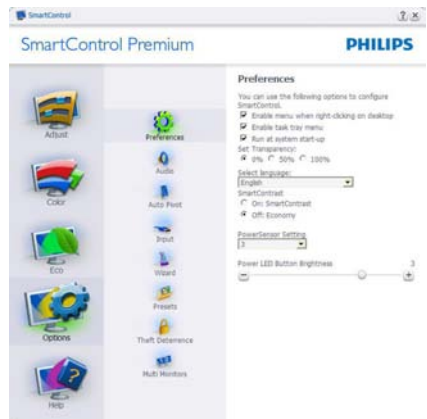 SmartControl
SmartControl Premium
PHILIPS
Adjust
Color
Eco
Options
Help
Preferences
Audio
Auto Pivot
Input
Wizard
Presets
Theft Deterrence
Multi Monitors
Preferences
You can use the following options to configure
SmartControl.
Enable menu when right-clicking on desktop
Enable task tray menu
Run at system start-up
Set Transparency:
0% 50% 100%
Select language:
English
SmartContrast
On: SmartContrast
Off: Economy
PowerSensor Setting
3
Power LED Button Brightness 3